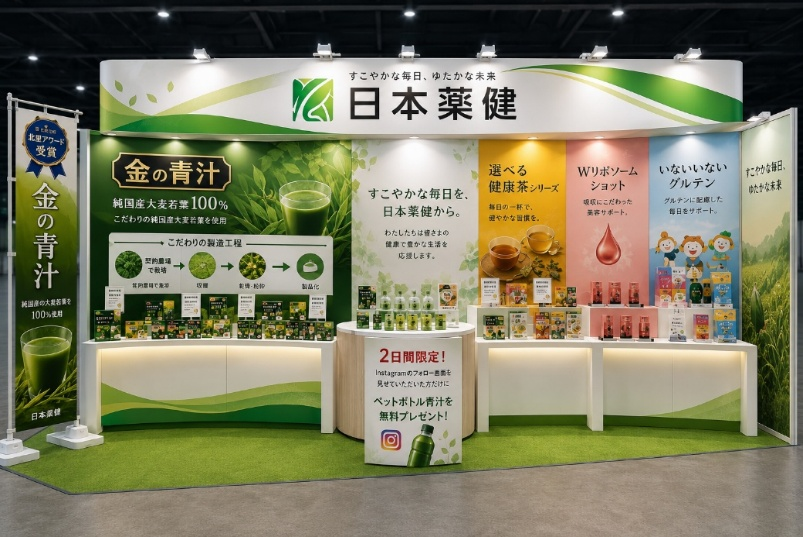 すこやかな毎日、ゆたかな未来
日本薬健
北里アワード
受賞
金の青汁
純国産の大麦若葉を
100%使用
日本薬健
金の青汁
純国産大麦若葉100%
こだわりの純国産大麦若葉を使用
こだわりの製造工程
契約農場
で栽培
収穫
乾燥・粉砕
製品化
すこやかな毎日を、
日本薬健から。
わたしたちは皆さまの
健康で豊かな生活を
応援します。
選べる
健康茶シリーズ
毎日の一杯で、
健やかな習慣を。
Wリポソーム
ショット
吸収にこだわった
美容サポート。
いないいない
グルテン
グルテンに配慮した
毎日をサポート。
すこやかな毎日、
ゆたかな未来
2日間限定!
Instagramのフォロー画面を
見せていただいた方だけに
ペットボトル青汁を
無料プレゼント!